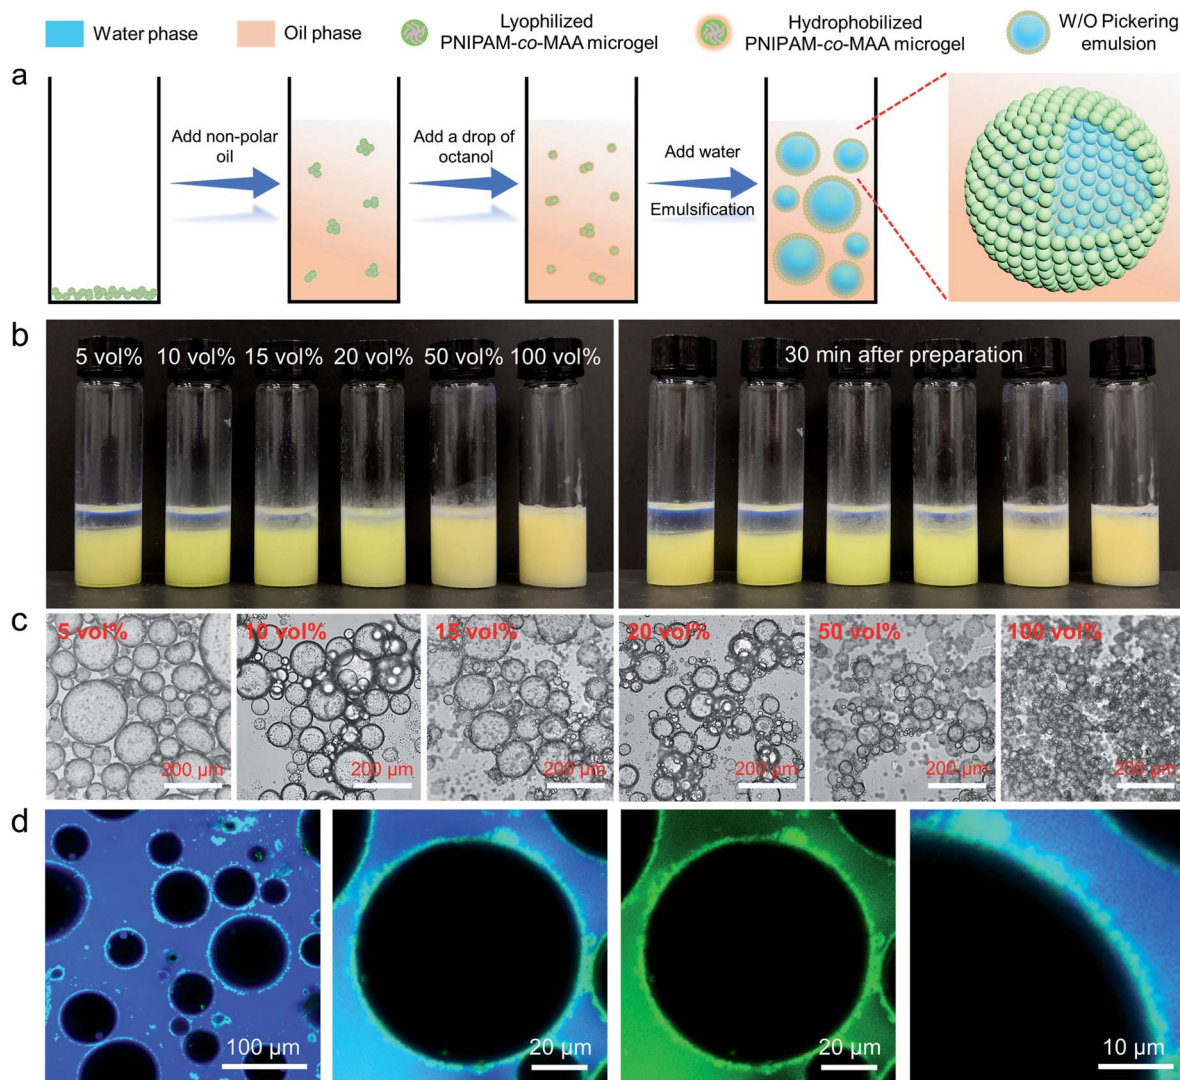 Water phase
Oil phase
Lyophilized
PNIPAM-co-MAA microgel
Hydrophobilized
PNIPAM-co-MAA microgel
W/O Pickering
emulsion
a
Add non-polar
oil
Add a drop of
octanol
Add water
Emulsification
b
5 vol% 10 vol% 15 vol% 20 vol% 50 vol% 100 vol%
30 min after preparation
c
5 vol% 10 vol% 15 vol% 20 vol% 50 vol% 100 vol%
200 μm 200 μm 200 μm 200 μm 200 μm 200 μm
d
100 μm 20 μm 20 μm 10 μm